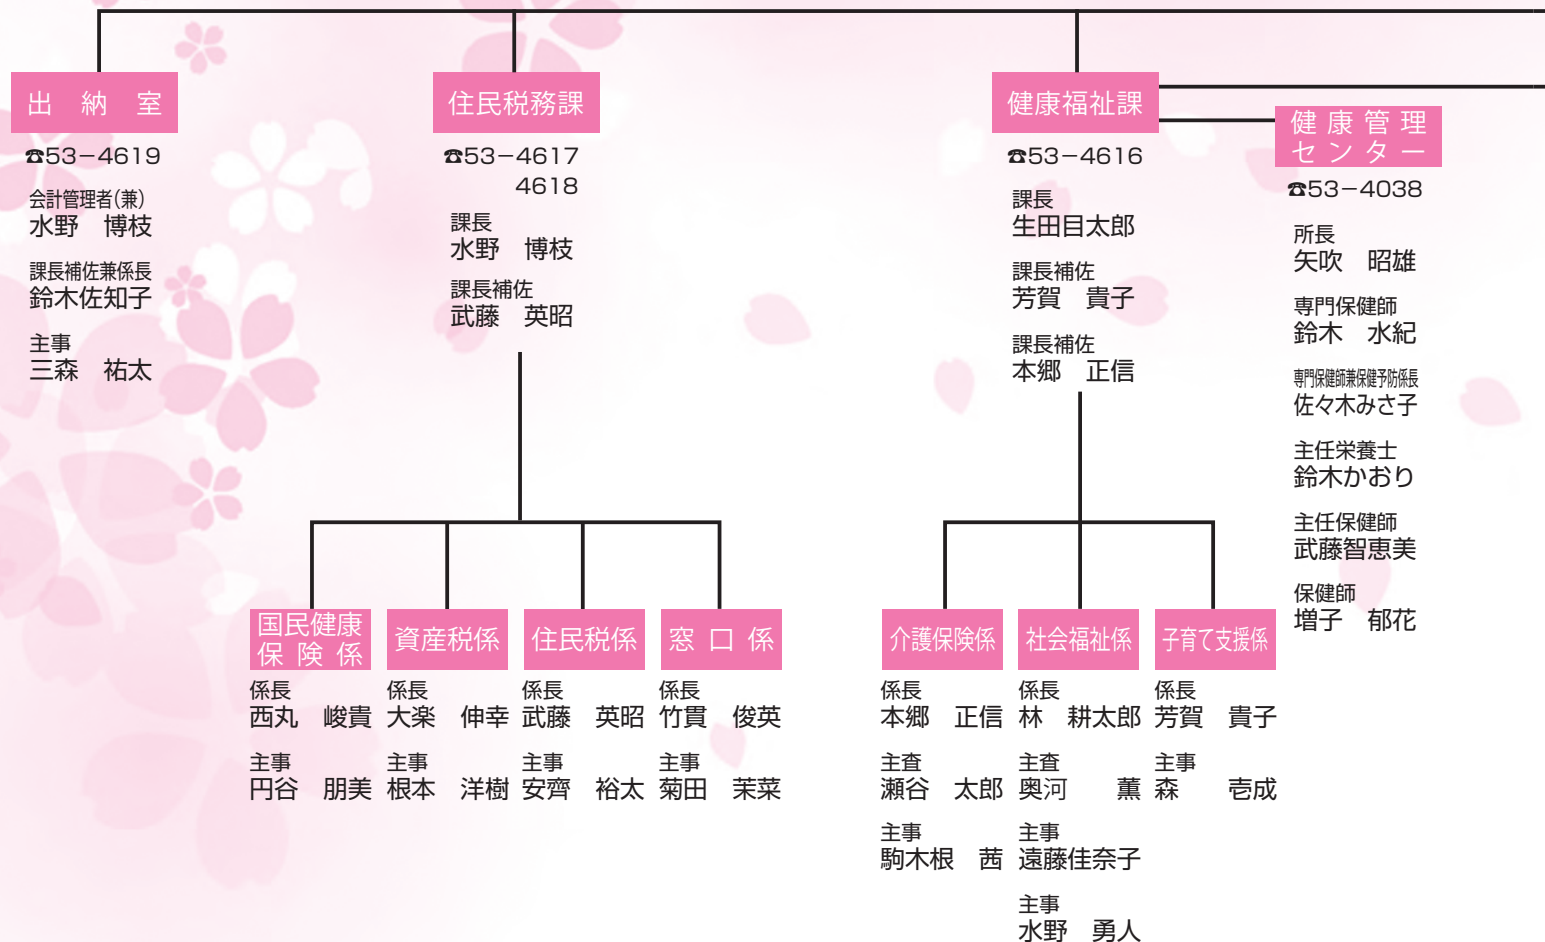 出納室
☎53−4619
会計管理者(兼)
水野　博枝
課長補佐兼係長
鈴木佐知子
主事
三森　祐太
住民税務課
☎53−4617
4618
課長
水野　博枝
課長補佐
武藤　英昭
国民健康
保険係
係長
西丸　峻貴
主事
円谷　朋美
資産税係
係長
大楽　伸幸
主事
根本　洋樹
住民税係
係長
武藤　英昭
主事
安齊　裕太
窓口係
係長
竹貫　俊英
主事
菊田　茉菜
健康福祉課
☎53−4616
課長
生田目太郎
課長補佐
芳賀　貴子
課長補佐
本郷　正信
介護保険係
係長
本郷　正信
主査
瀬谷　太郎
主事
駒木根　茜
社会福祉係
係長
林　耕太郎
主査
奥河　　薫
主事
遠藤佳奈子
主事
水野　勇人
子育て支援係
係長
芳賀　貴子
主事
森　　壱成
健康管理
センター
☎53−4038
所長
矢吹　昭雄
専門保健師
鈴木　水紀
専門保健師兼保健予防係長
佐々木みさ子
主任栄養士
鈴木かおり
主任保健師
武藤智恵美
保健師
増子　郁花